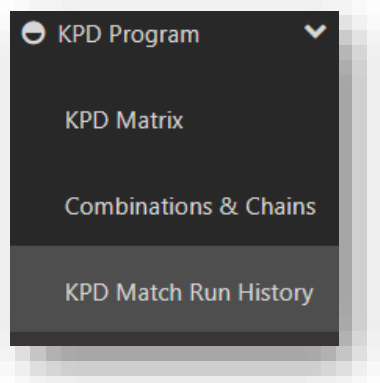 KPD Program
KPD Matrix
Combinations & Chains
KPD Match Run History